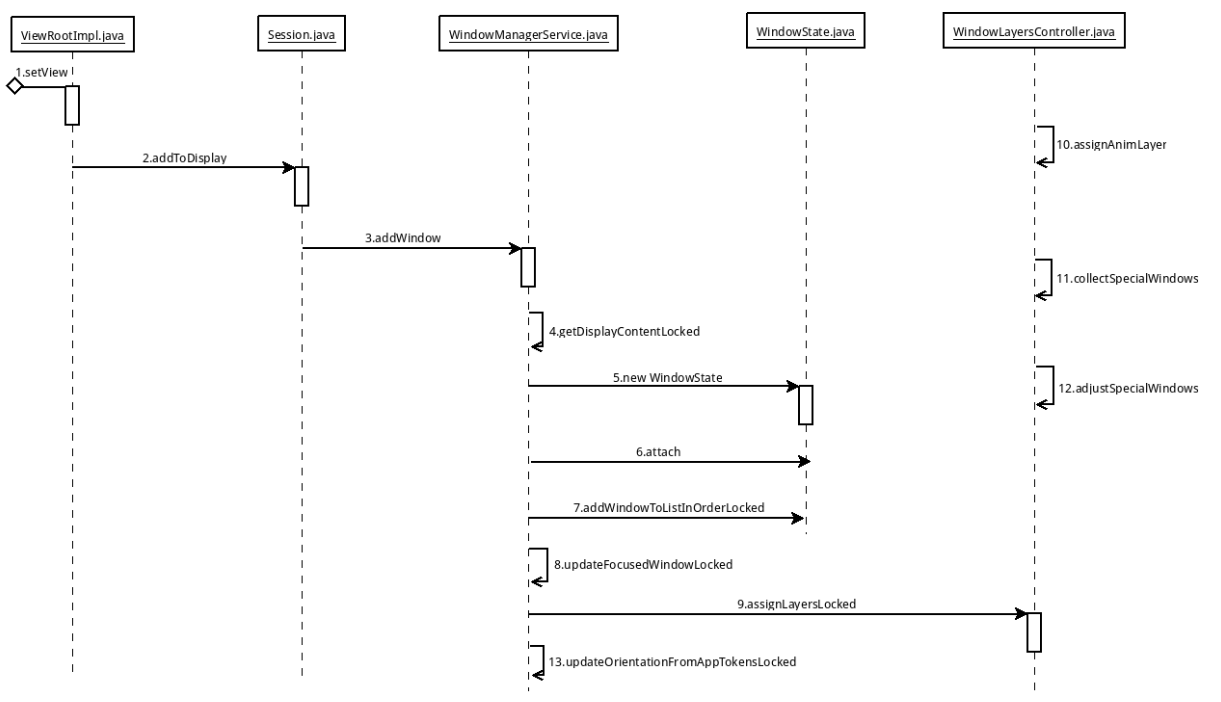 ViewRootImpl.java
Session.java
WindowManagerService.java
WindowState.java
WindowLayersController.java
1.setView
10.assignAnimLayer
2.addToDisplay
3.addWindow
11.collectSpecialWindows
4.getDisplayContentLocked
5.new WindowState
12.adjustSpecialWindows
6.attach
7.addWindowToListInOrderLocked
8.updateFocusedWindowLocked
9.assignLayersLocked
13.updateOrientationFromAppTokensLocked